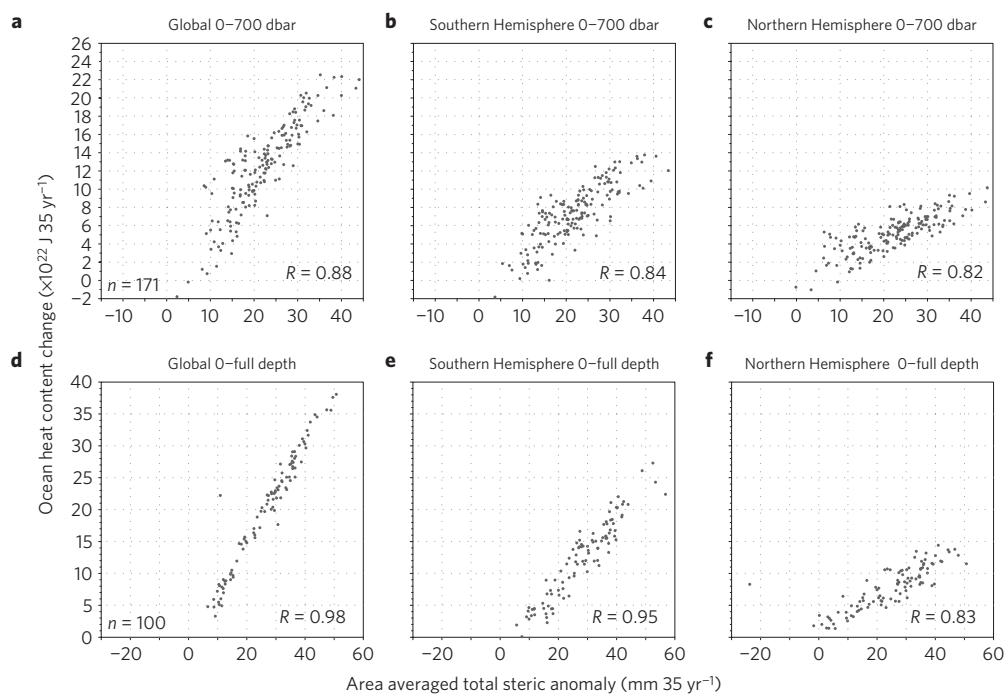 a
Global 0–700 dbar
b
Southern Hemisphere 0–700 dbar
c
Northern Hemisphere 0–700 dbar
26
24
22
20
18
16
14
12
10
8
6
4
2
0
−2
n = 171
R = 0.88
R = 0.84
R = 0.82
−10 0 10 20 30 40
−10 0 10 20 30 40
−10 0 10 20 30 40
Ocean heat content change (×10²² J 35 yr⁻¹)
d
Global 0–full depth
e
Southern Hemisphere 0–full depth
f
Northern Hemisphere 0–full depth
40
35
30
25
20
15
10
5
0
n = 100
R = 0.98
R = 0.95
R = 0.83
−20 0 20 40 60
−20 0 20 40 60
−20 0 20 40 60
Area averaged total steric anomaly (mm 35 yr⁻¹)